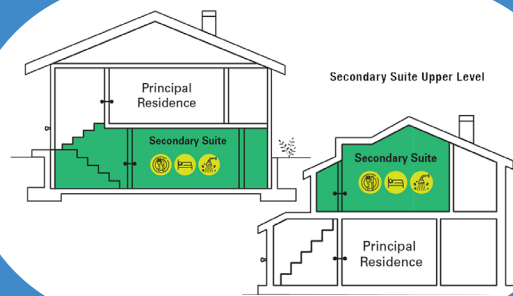 Principal
Residence
Secondary Suite
Secondary Suite Upper Level
Secondary Suite
Principal
Residence